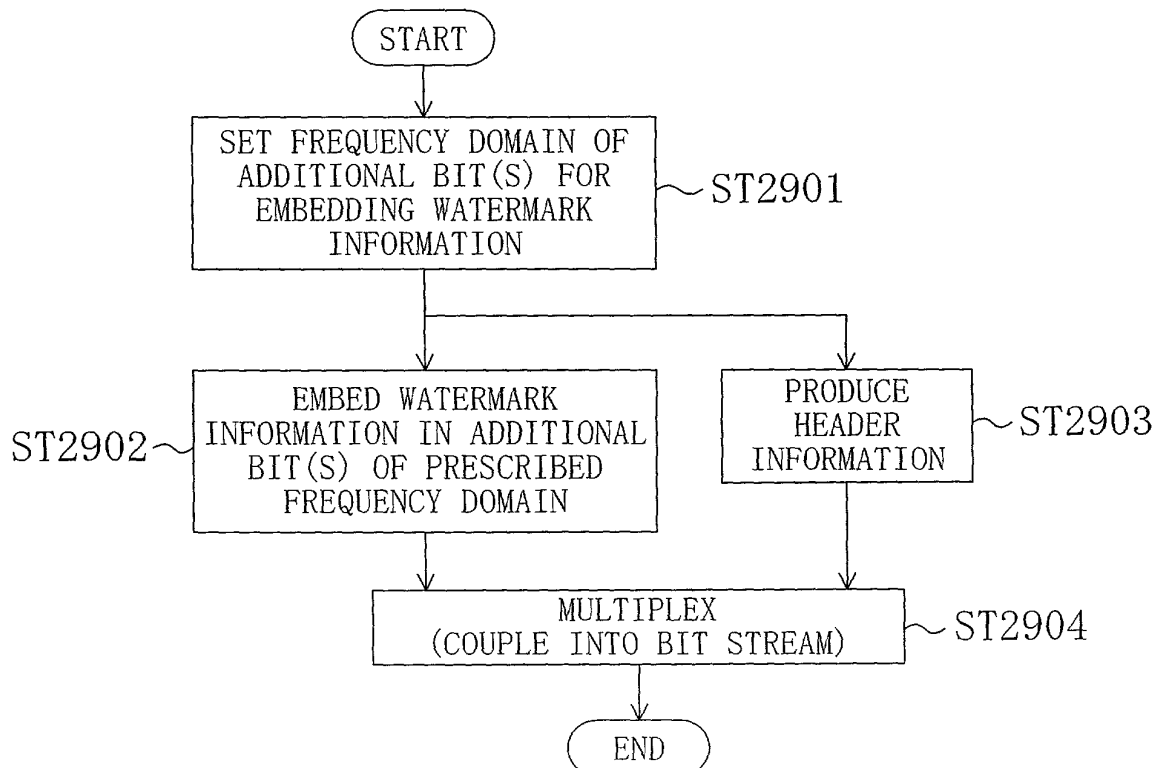 START
SET FREQUENCY DOMAIN OF
ADDITIONAL BIT(S) FOR
EMBEDDING WATERMARK
INFORMATION
ST2901
EMBED WATERMARK
INFORMATION IN ADDITIONAL
BIT(S) OF PRESCRIBED
FREQUENCY DOMAIN
ST2902
PRODUCE
HEADER
INFORMATION
ST2903
MULTIPLEX
(COUPLE INTO BIT STREAM)
ST2904
END